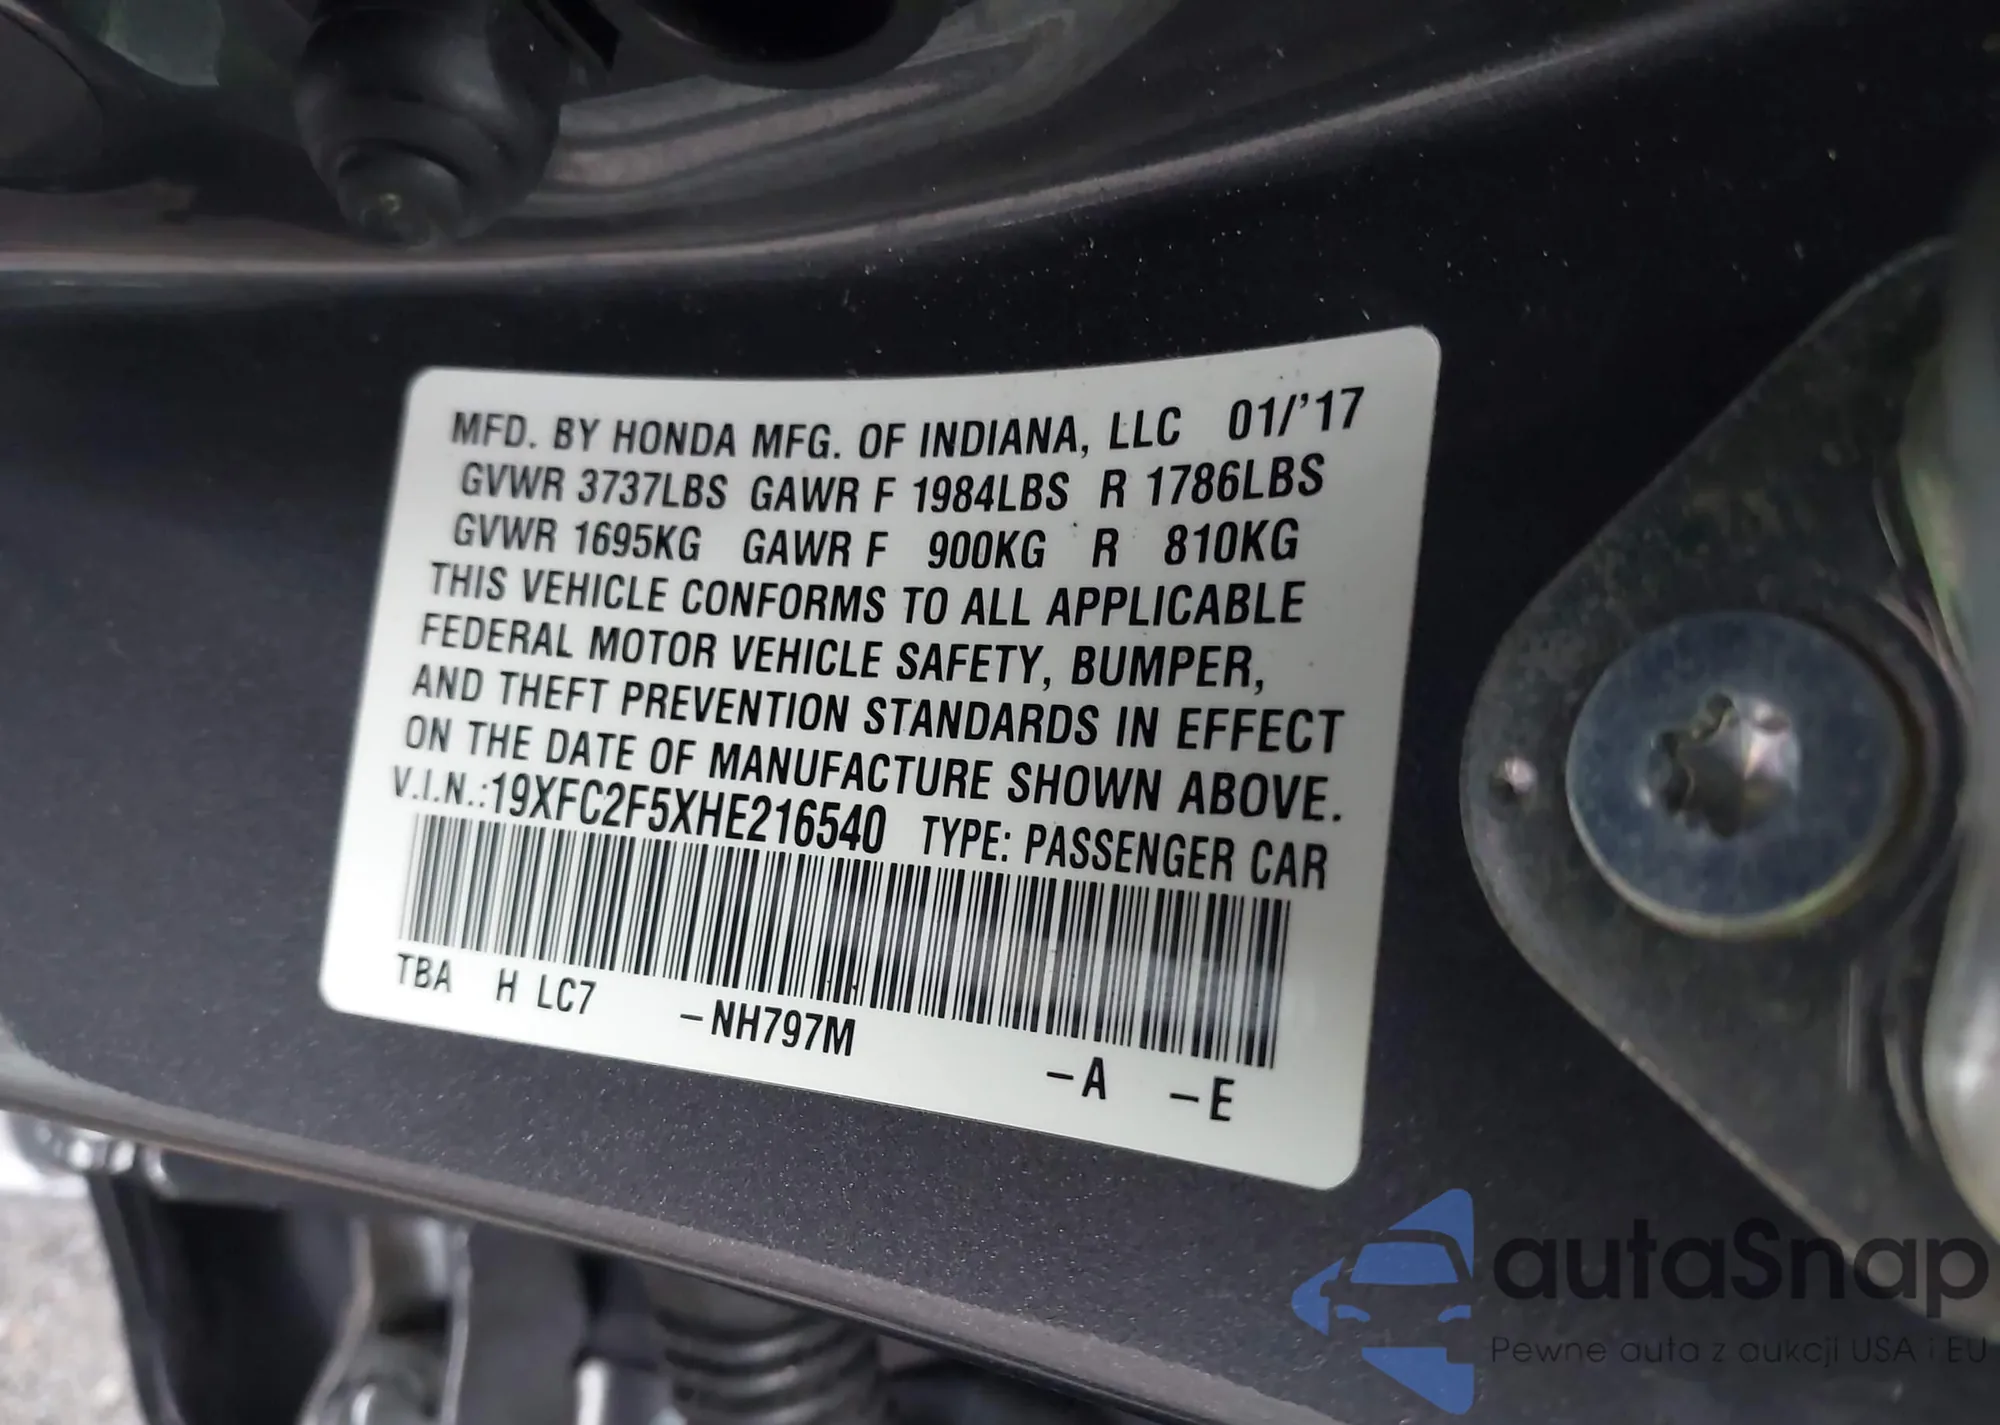 MFD. BY HONDA MFG. OF INDIANA, LLC 01/'17
GVWR 3737LBS GAWR F 1984LBS R 1786LBS
GVWR 1695KG GAWR F 900KG R 810KG
THIS VEHICLE CONFORMS TO ALL APPLICABLE
FEDERAL MOTOR VEHICLE SAFETY, BUMPER,
AND THEFT PREVENTION STANDARDS IN EFFECT
ON THE DATE OF MANUFACTURE SHOWN ABOVE.
V.I.N.:19XFC2F5XHE216540 TYPE: PASSENGER CAR
TBA H LC7 –NH797M –A –E
autaSnap
Pewne auta z aukcji USA i EU